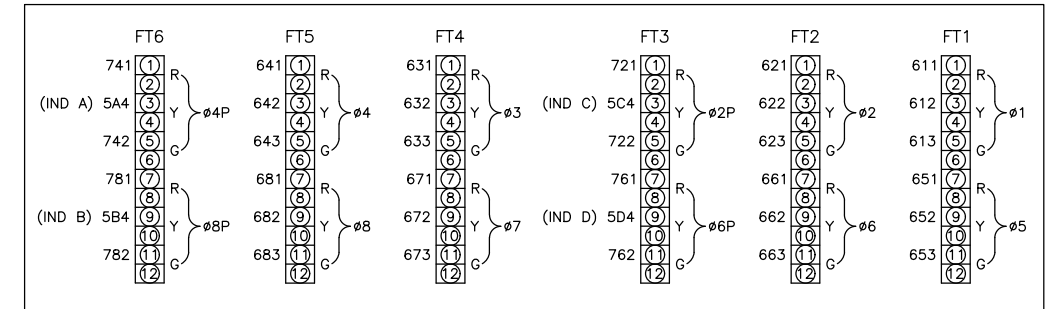 FT6 FT5 FT4 FT3 FT2 FT1
741 1 R 641 1 R 631 1 R 721 1 R 621 1 R 611 1 R
2 2 2 2 2 2
(IND A) 5A4 3 Y ø4P 642 3 Y ø4 632 3 Y ø3 (IND C) 5C4 3 Y ø2P 622 3 Y ø2 612 3 Y ø1
4 4 4 4 4 4
742 5 G 643 5 G 633 5 G 722 5 G 623 5 G 613 5 G
6 6 6 6 6 6
781 7 R 681 7 R 671 7 R 761 7 R 661 7 R 651 7 R
8 8 8 8 8 8
(IND B) 5B4 9 Y ø8P 682 9 Y ø8 672 9 Y ø7 (IND D) 5D4 9 Y ø6P 662 9 Y ø6 652 9 Y ø5
10 10 10 10 10 10
782 11 G 683 11 G 673 11 G 762 11 G 663 11 G 653 11 G
12 12 12 12 12 12